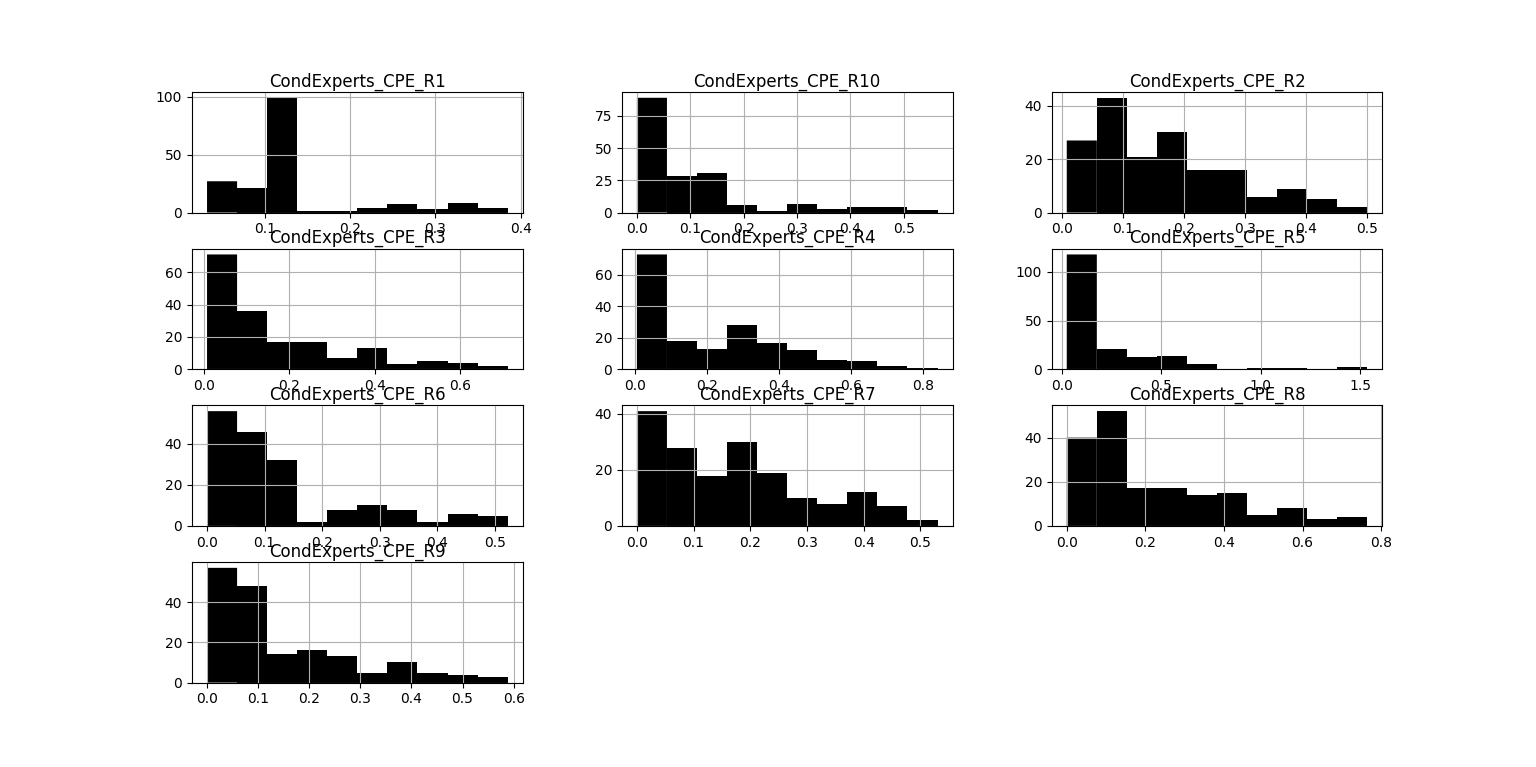 CondExperts_CPE_R1
100
50
0
0.1 0.2 0.3 0.4
CondExperts_CPE_R10
75
50
25
0
0.0 0.1 0.2 0.3 0.4 0.5
CondExperts_CPE_R2
40
20
0
0.0 0.1 0.2 0.3 0.4 0.5
CondExperts_CPE_R3
60
40
20
0
0.0 0.2 0.4 0.6
CondExperts_CPE_R4
60
40
20
0
0.0 0.2 0.4 0.6 0.8
CondExperts_CPE_R5
100
50
0
0.0 0.5 1.0 1.5
CondExperts_CPE_R6
40
20
0
0.0 0.1 0.2 0.3 0.4 0.5
CondExperts_CPE_R7
40
20
0
0.0 0.1 0.2 0.3 0.4 0.5
CondExperts_CPE_R8
40
20
0
0.0 0.2 0.4 0.6 0.8
CondExperts_CPE_R9
40
20
0
0.0 0.1 0.2 0.3 0.4 0.5 0.6